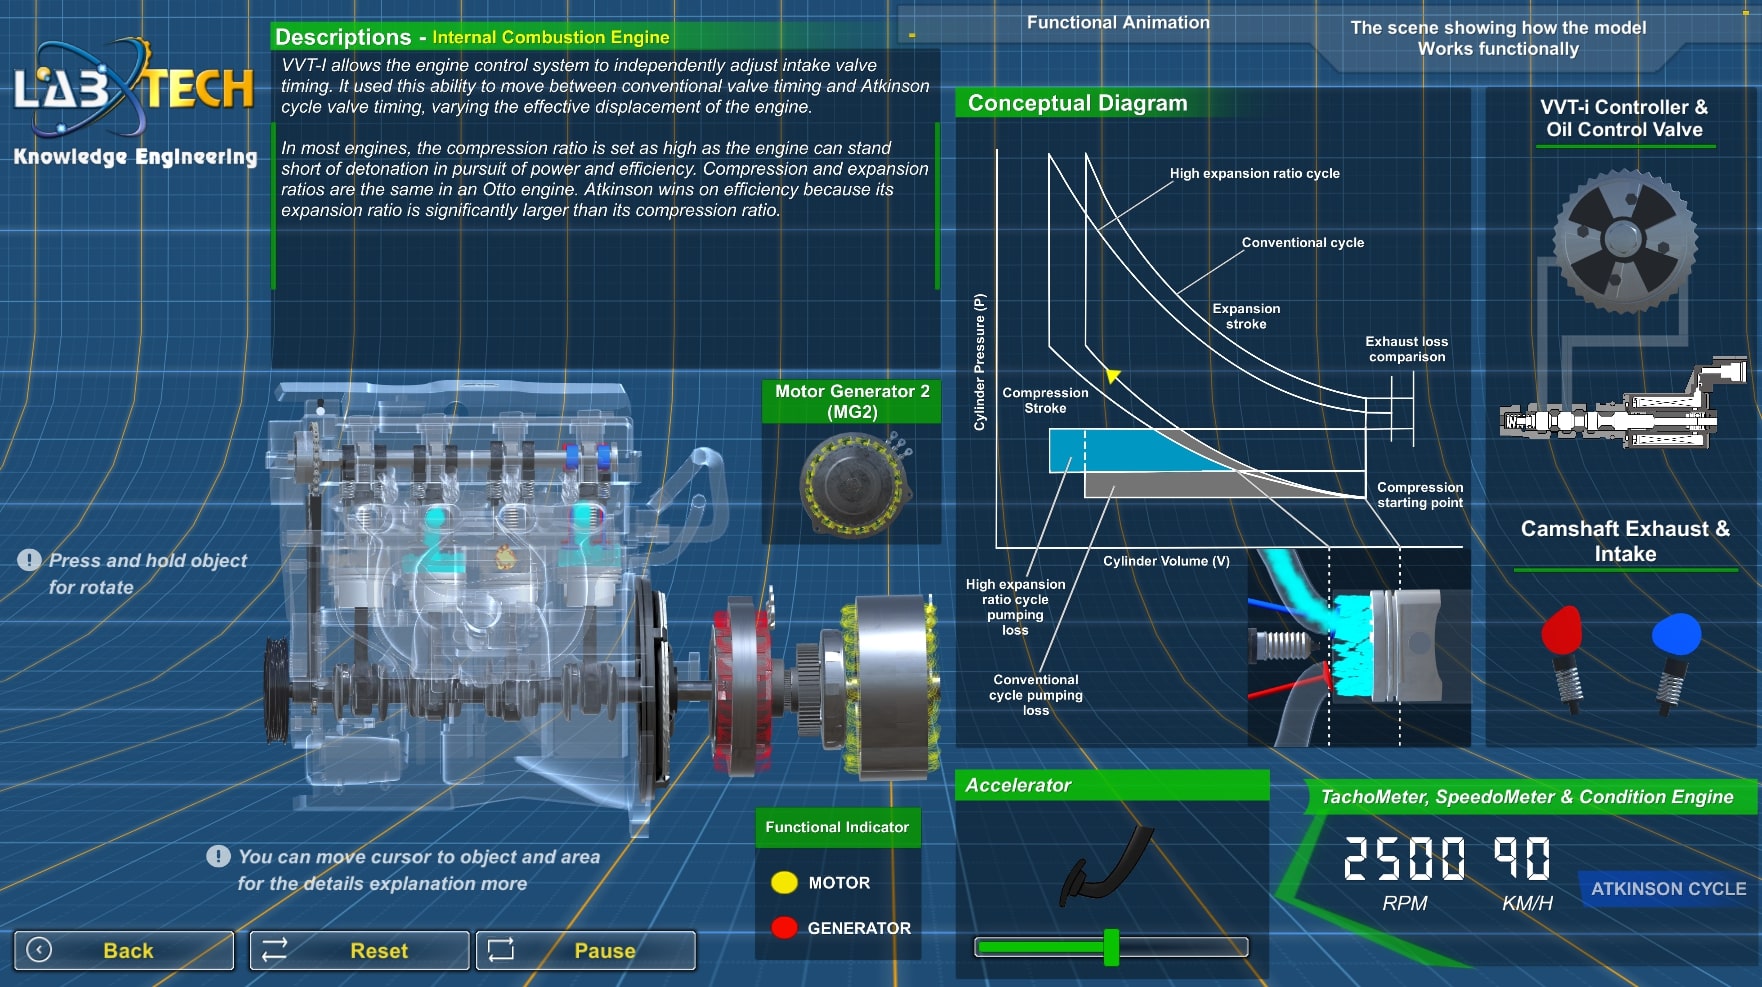 LABTECH
Knowledge Engineering
Descriptions - Internal Combustion Engine
VVT-I allows the engine control system to independently adjust intake valve
timing. It used this ability to move between conventional valve timing and Atkinson
cycle valve timing, varying the effective displacement of the engine.
In most engines, the compression ratio is set as high as the engine can stand
short of detonation in pursuit of power and efficiency. Compression and expansion
ratios are the same in an Otto engine. Atkinson wins on efficiency because its
expansion ratio is significantly larger than its compression ratio.
Functional Animation
The scene showing how the model
Works functionally
Conceptual Diagram
High expansion ratio cycle
Conventional cycle
Expansion
stroke
Exhaust loss
comparison
Cylinder Pressure (P)
Compression
Stroke
Compression
starting point
Cylinder Volume (V)
High expansion
ratio cycle
pumping
loss
Conventional
cycle pumping
loss
VVT-i Controller &
Oil Control Valve
Camshaft Exhaust &
Intake
Motor Generator 2
(MG2)
Press and hold object
for rotate
You can move cursor to object and area
for the details explanation more
Functional Indicator
MOTOR
GENERATOR
Accelerator
TachoMeter, SpeedoMeter & Condition Engine
2500 90
RPM KM/H
ATKINSON CYCLE
Back
Reset
Pause